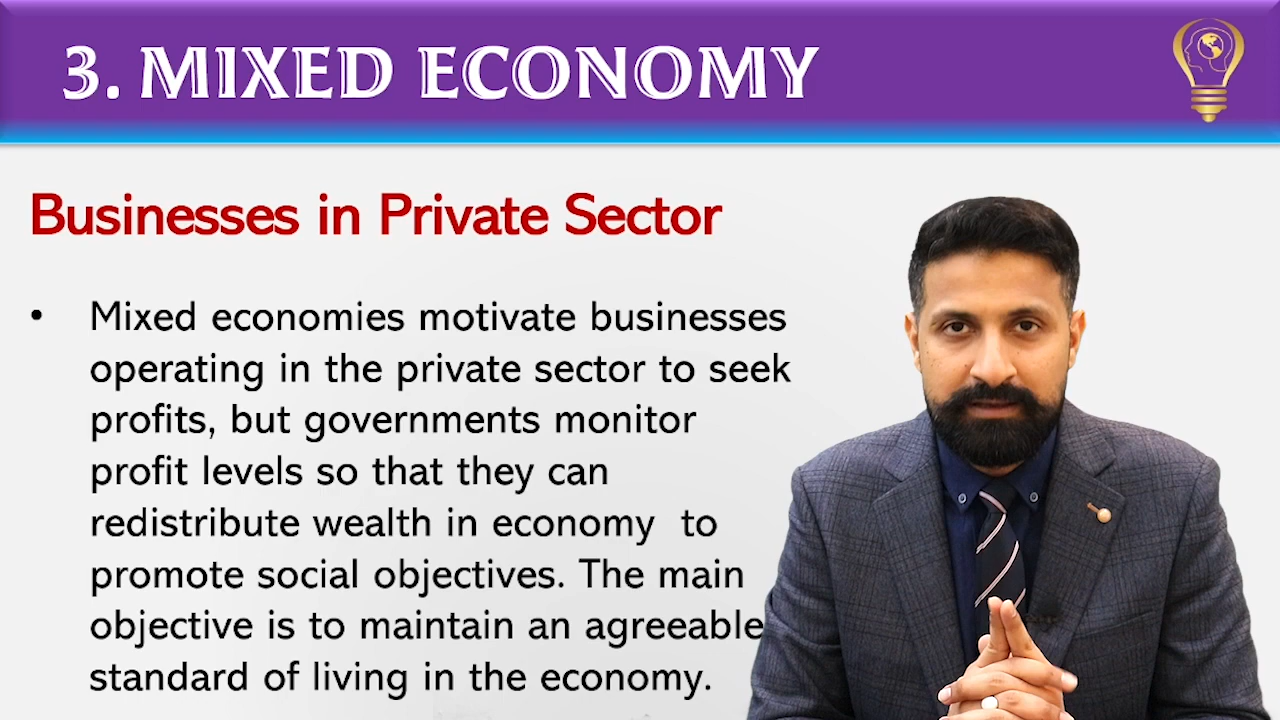 3. MIXED ECONOMY
Businesses in Private Sector
• Mixed economies motivate businesses
operating in the private sector to seek
profits, but governments monitor
profit levels so that they can
redistribute wealth in economy  to
promote social objectives. The main
objective is to maintain an agreeable
standard of living in the economy.